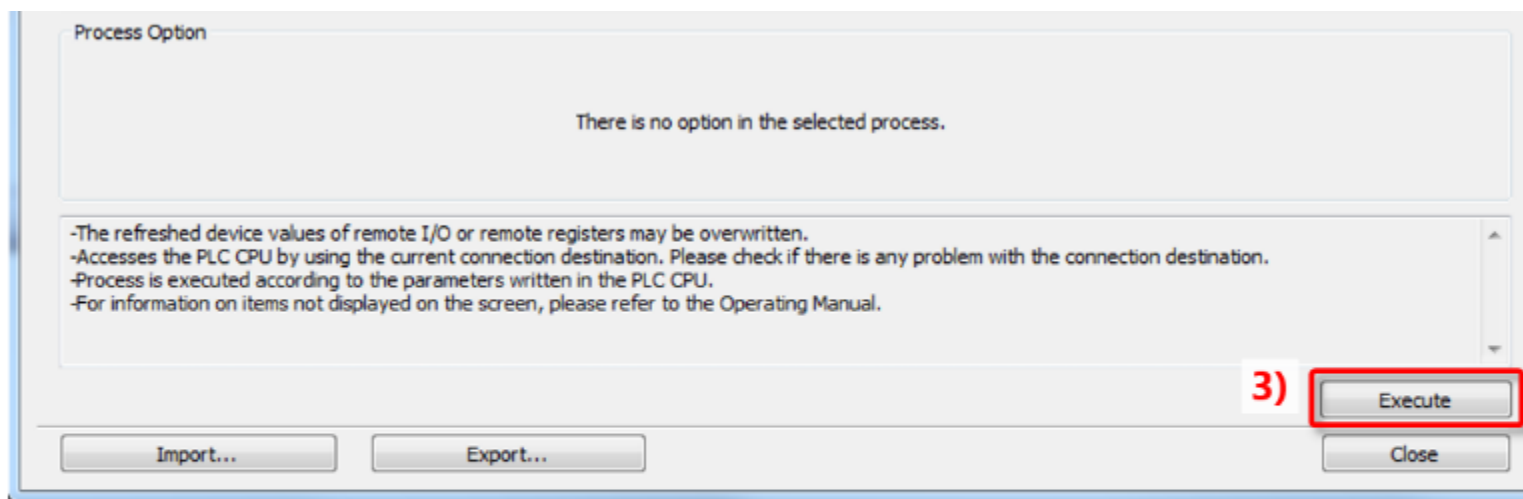 Process Option
There is no option in the selected process.
-The refreshed device values of remote I/O or remote registers may be overwritten.
-Accesses the PLC CPU by using the current connection destination. Please check if there is any problem with the connection destination.
-Process is executed according to the parameters written in the PLC CPU.
-For information on items not displayed on the screen, please refer to the Operating Manual.
3)
Execute
Import...
Export...
Close